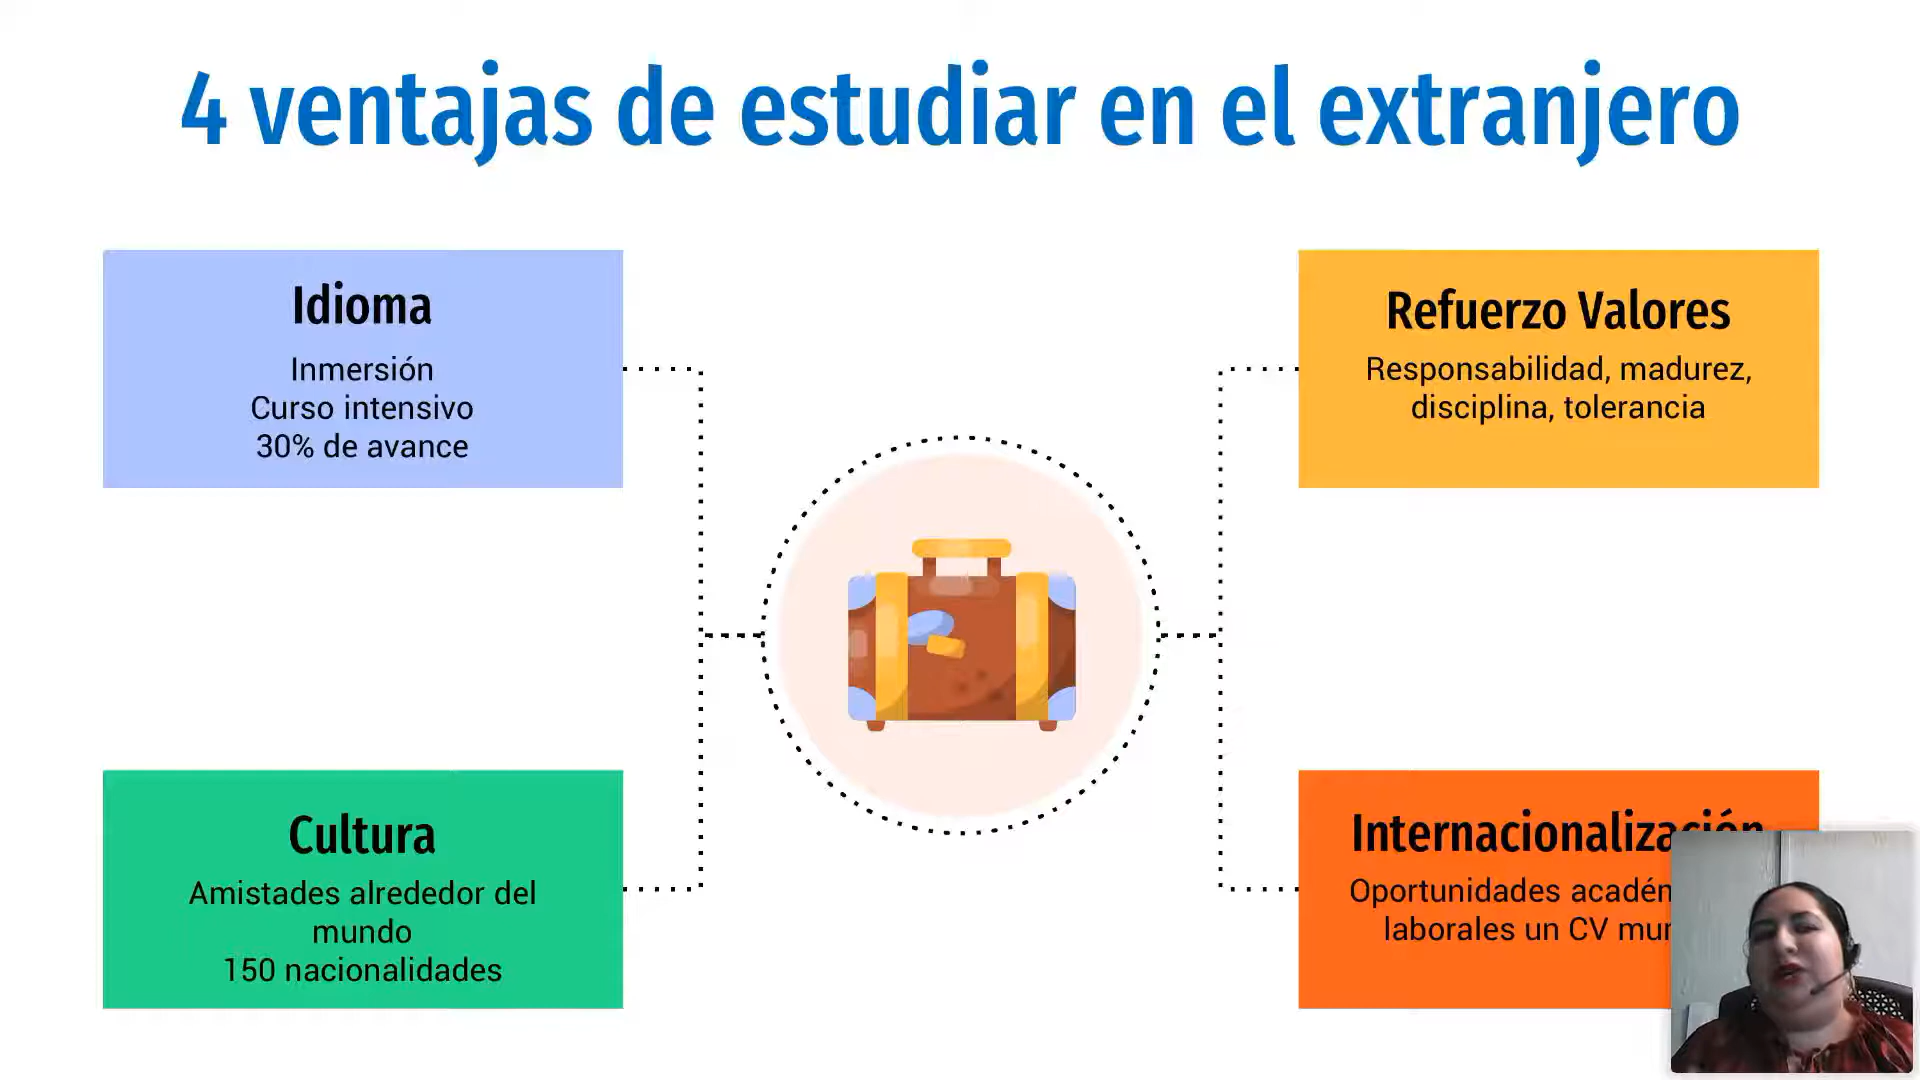 4 ventajas de estudiar en el extranjero
Idioma
Inmersión
Curso intensivo
30% de avance
Refuerzo Valores
Responsabilidad, madurez,
disciplina, tolerancia
Cultura
Amistades alrededor del
mundo
150 nacionalidades
Internacionalización
Oportunidades
laborales un CV